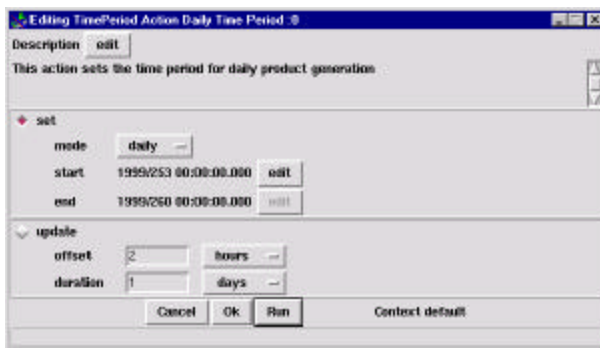 Editing TimePeriod Action Daily Time Period :0
Description edit
This action sets the time period for daily product generation
set
mode daily
start 1999/253 00:00:00.000 edit
end 1999/260 00:00:00.000 edit
update
offset 2 hours
duration 1 days
Cancel Ok Run Context default